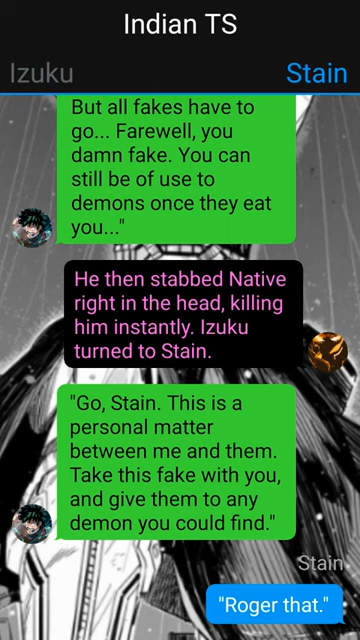 Indian TS
Izuku Stain
But all fakes have to
go... Farewell, you
damn fake. You can
still be of use to
demons once they eat
you..."
He then stabbed Native
right in the head, killing
him instantly. Izuku
turned to Stain.
"Go, Stain. This is a
personal matter
between me and them.
Take this fake with you,
and give them to any
demon you could find."
Stain
"Roger that."